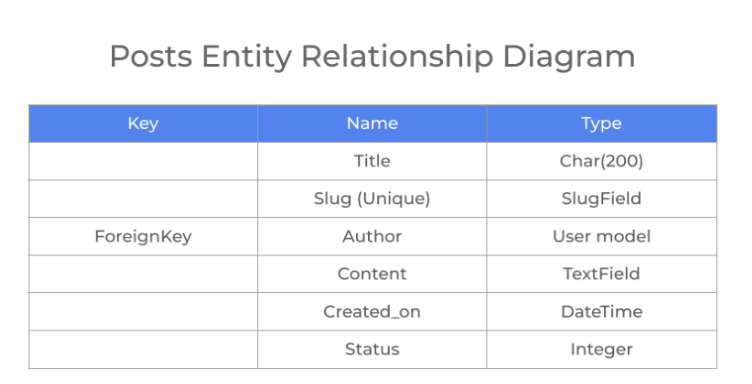 Posts Entity Relationship Diagram
Key Name Type
Title Char(200)
Slug (Unique) SlugField
ForeignKey Author User model
Content TextField
Created_on DateTime
Status Integer